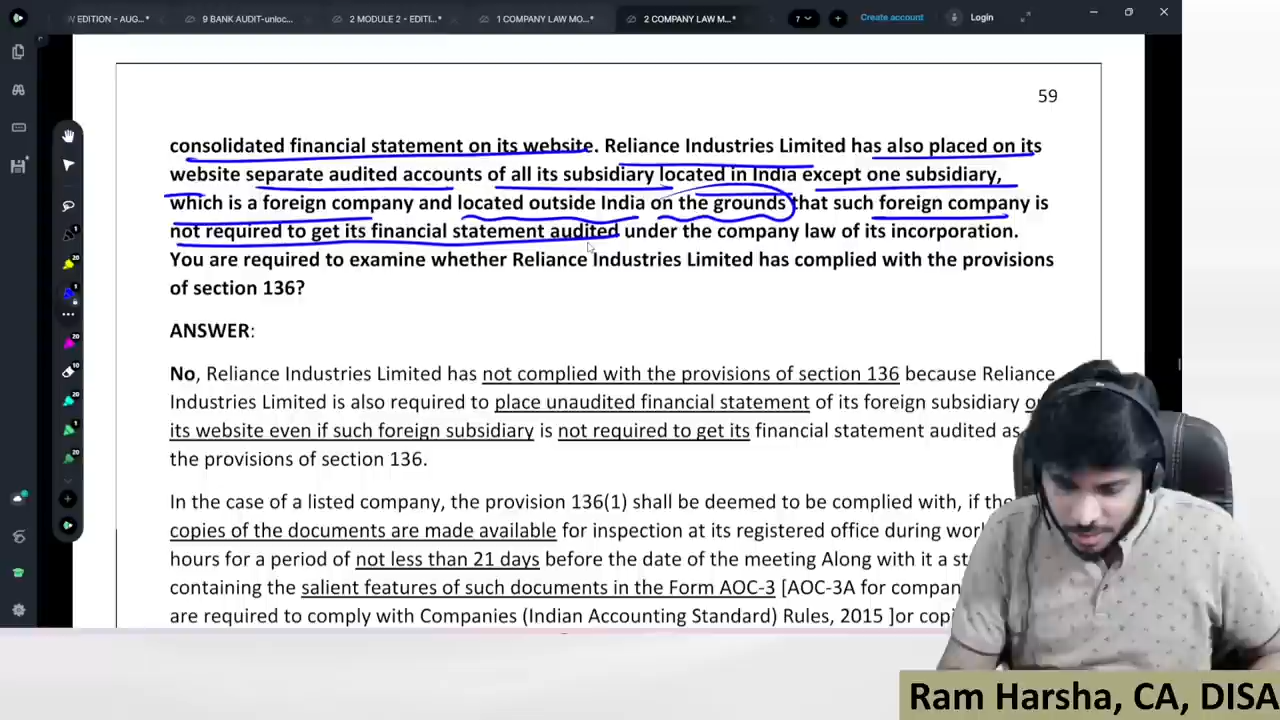 W EDITION - AUG...*
9 BANK AUDIT-unloc...
2 MODULE 2 - EDITI...*
1 COMPANY LAW MO...*
2 COMPANY LAW M...*
7
Create account
Login
59
consolidated financial statement on its website. Reliance Industries Limited has also placed on its
website separate audited accounts of all its subsidiary located in India except one subsidiary,
which is a foreign company and located outside India on the grounds that such foreign company is
not required to get its financial statement audited under the company law of its incorporation.
You are required to examine whether Reliance Industries Limited has complied with the provisions
of section 136?
ANSWER:
No, Reliance Industries Limited has not complied with the provisions of section 136 because Reliance
Industries Limited is also required to place unaudited financial statement of its foreign subsidiary
its website even if such foreign subsidiary is not required to get its financial statement audited as
the provisions of section 136.
In the case of a listed company, the provision 136(1) shall be deemed to be complied with, if the
copies of the documents are made available for inspection at its registered office during
hours for a period of not less than 21 days before the date of the meeting Along with it a
containing the salient features of such documents in the Form AOC-3 [AOC-3A for
are required to comply with Companies (Indian Accounting Standard) Rules, 2015 ]or
Ram Harsha, CA, DISA